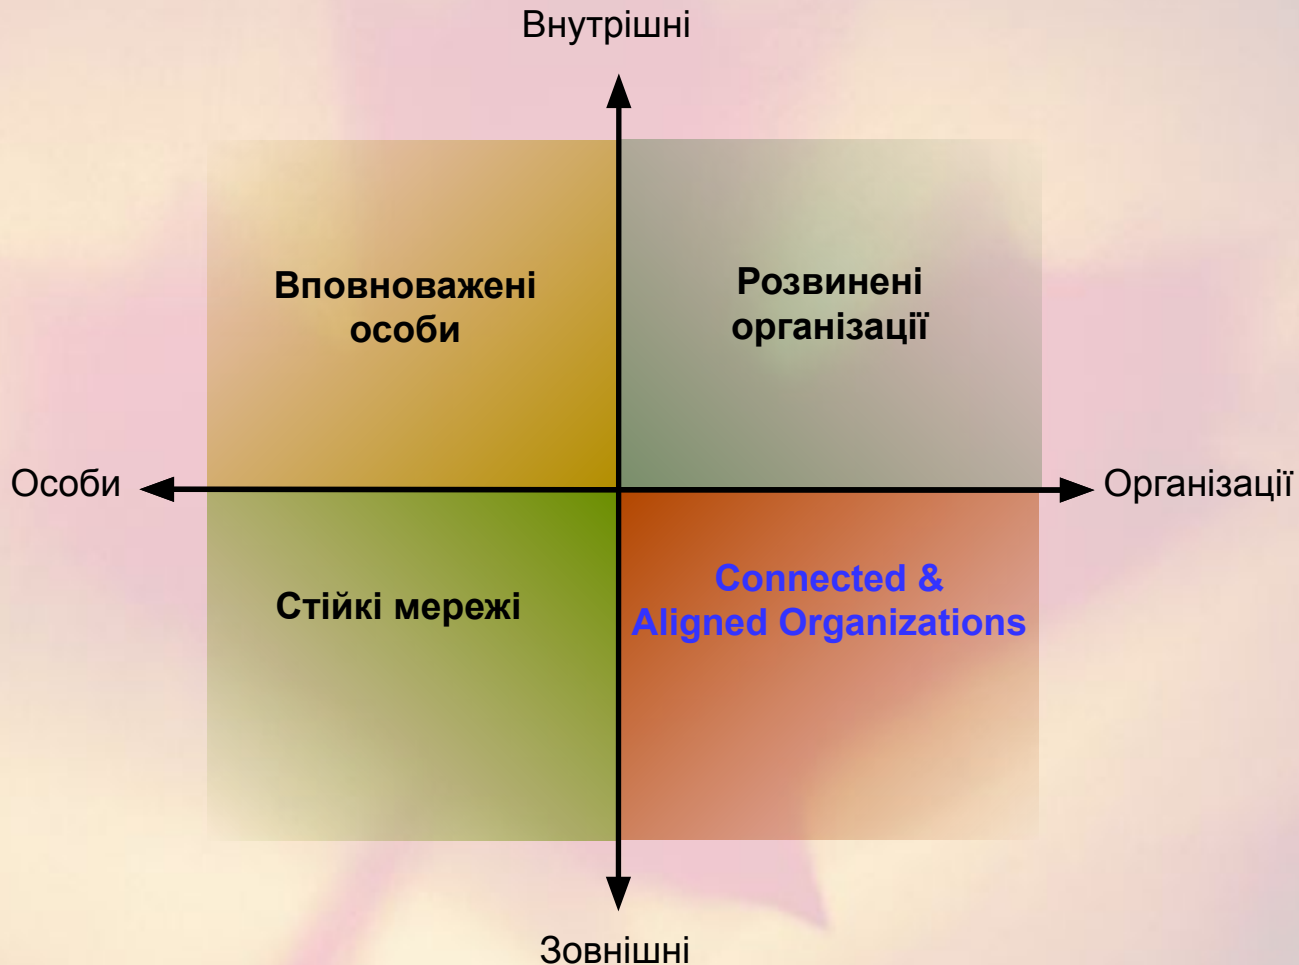 Внутрішні
Вповноважені
особи
Розвинені
організації
Особи
Організації
Стійкі мережі
Connected &
Aligned Organizations
Зовнішні